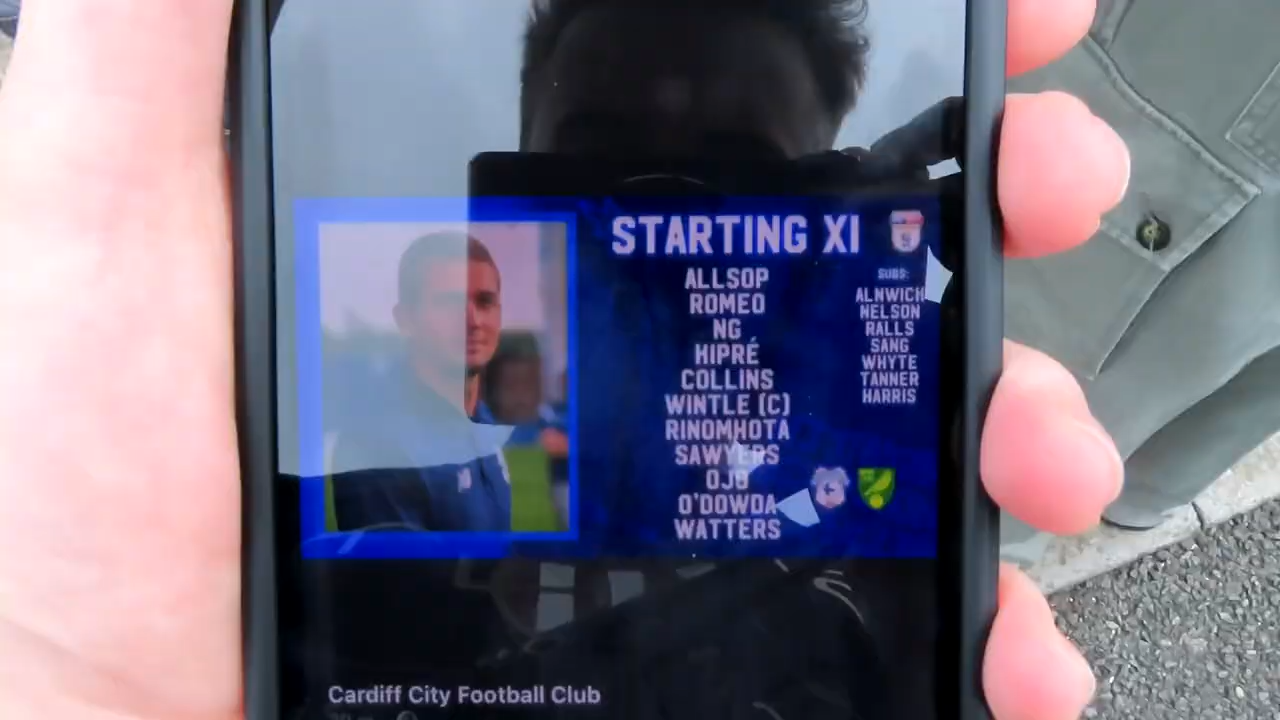 STARTING XI
ALLSOP
ROMEO
NG
HIPRÉ
COLLINS
WINTLE (C)
RINOMHOTA
SAWYERS
OJO
O'DOWDA
WATTERS
SUBS:
ALNWICH
NELSON
RALLS
SANG
WHYTE
TANNER
HARRIS
Cardiff City Football Club